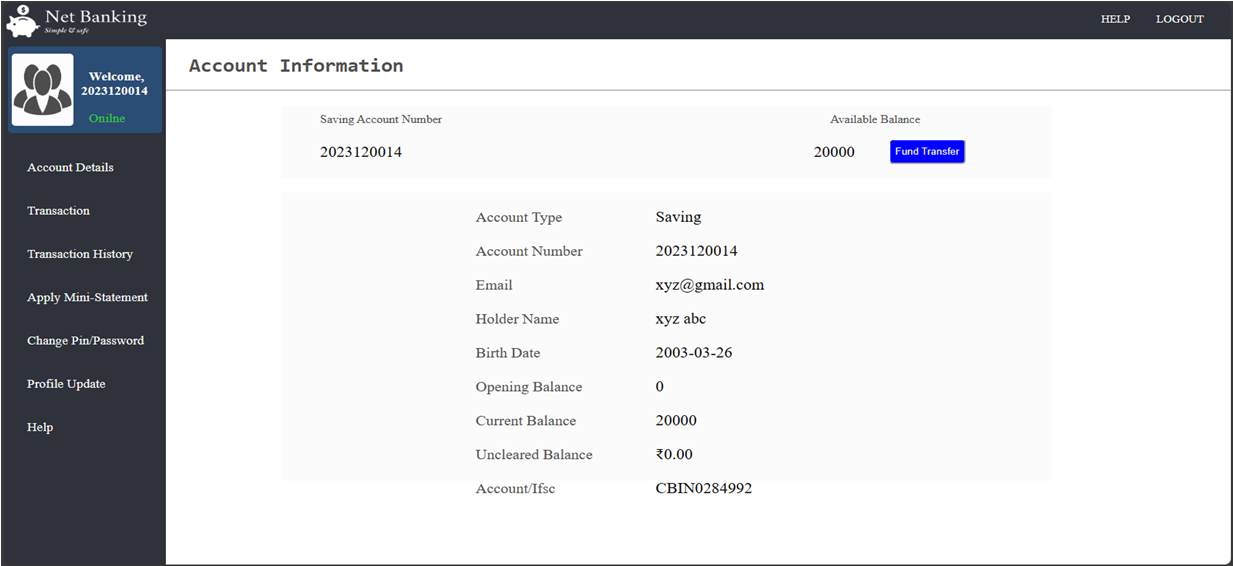 Net Banking
Simple & safe
HELP LOGOUT
Welcome,
2023120014
Onilne
Account Details
Transaction
Transaction History
Apply Mini-Statement
Change Pin/Password
Profile Update
Help
Account Information
Saving Account Number Available Balance
2023120014 20000 Fund Transfer
Account Type Saving
Account Number 2023120014
Email xyz@gmail.com
Holder Name xyz abc
Birth Date 2003-03-26
Opening Balance 0
Current Balance 20000
Uncleared Balance ₹0.00
Account/Ifsc CBIN0284992